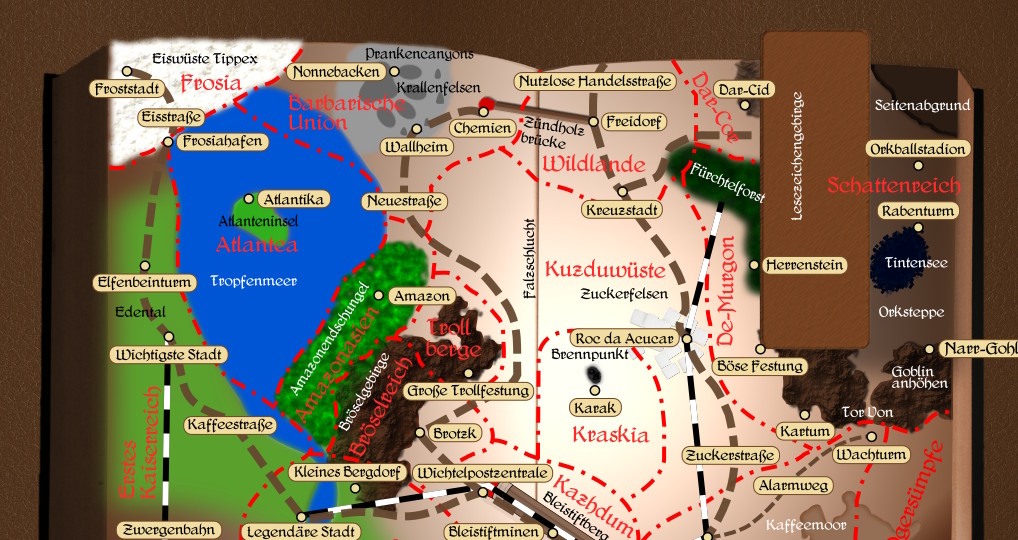 Eiswüste Tippex
Frosia
Froststadt
Eisstraße
Frosiahafen
Prankencanyons
Nonnebacken
Krallenfelsen
Barbarische
Union
Chemien
Wallheim
Nutzlose Handelsstraße
Zündholz
brücke
Freidorf
Dar-Cid
Dar-Cor
Lesezeichengebirge
Seitenabgrund
Orkballstadion
Schattenreich
Rabenturm
Tintensee
Orksteppe
Wildlande
Fürchtelforst
Kreuzstadt
Neuestraße
Atlantika
Atlanteninsel
Atlantea
Tropfenmeer
Elfenbeinturm
Edental
Wichtigste Stadt
Falzschlucht
Kuzduwüste
Zuckerfelsen
De-Murgon
Herrenstein
Amazon
Amazonendschungel
Amazonasien
Troll
berge
Bröselgebirge
Bröselreich
Große Trollfestung
Roc da Acucar
Brennpunkt
Karak
Kraskia
Böse Festung
Narr-Gohl
Goblin
anhöhen
Tor Don
Kartum
Wachturm
Kaffeestraße
Erstes
Kaiserreich
Brotzk
Zuckerstraße
Alarmweg
Kleines Bergdorf
Wichtelpostzentrale
Kazhdum
Bleistiftberg
Kaffeemoor
Ogersümpfe
Zwergenbahn
Legendäre Stadt
Bleistiftminen